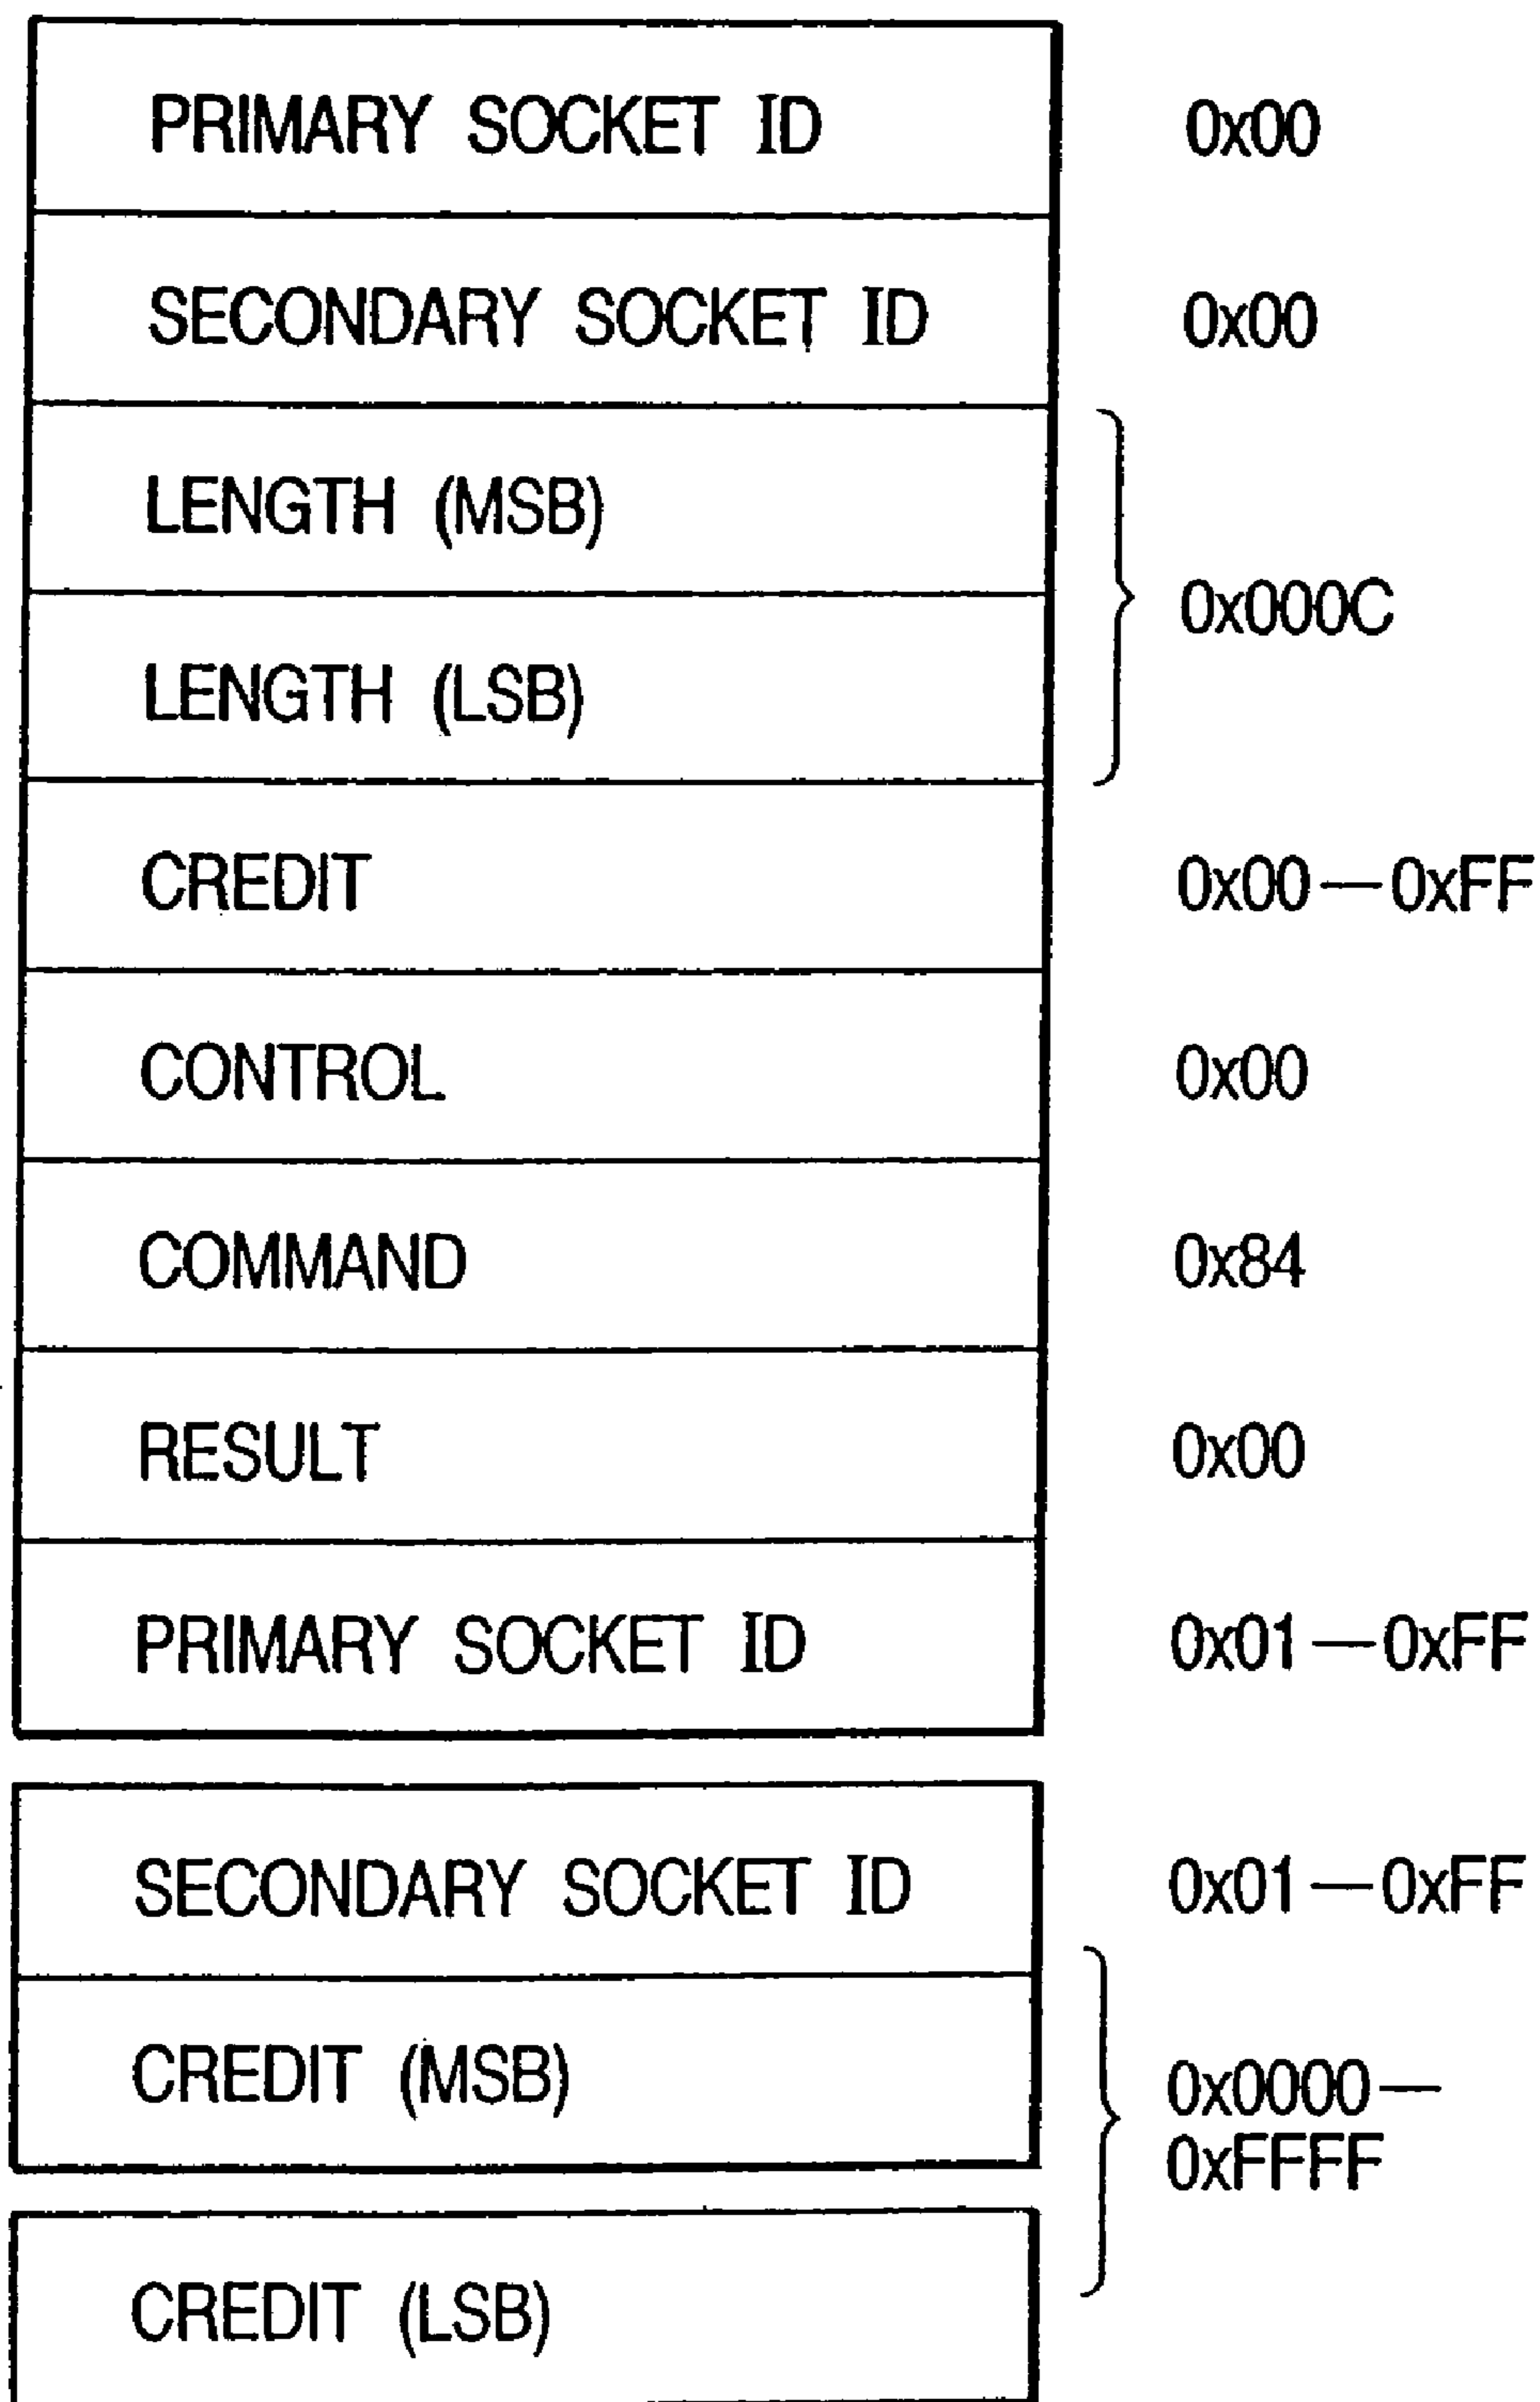 PRIMARY SOCKET ID 0x00
SECONDARY SOCKET ID 0x00
LENGTH (MSB)
0x000C
LENGTH (LSB)
CREDIT 0x00—0xFF
CONTROL 0x00
COMMAND 0x84
RESULT 0x00
PRIMARY SOCKET ID 0x01—0xFF
SECONDARY SOCKET ID 0x01—0xFF
CREDIT (MSB) 0x0000—
0xFFFF
CREDIT (LSB)